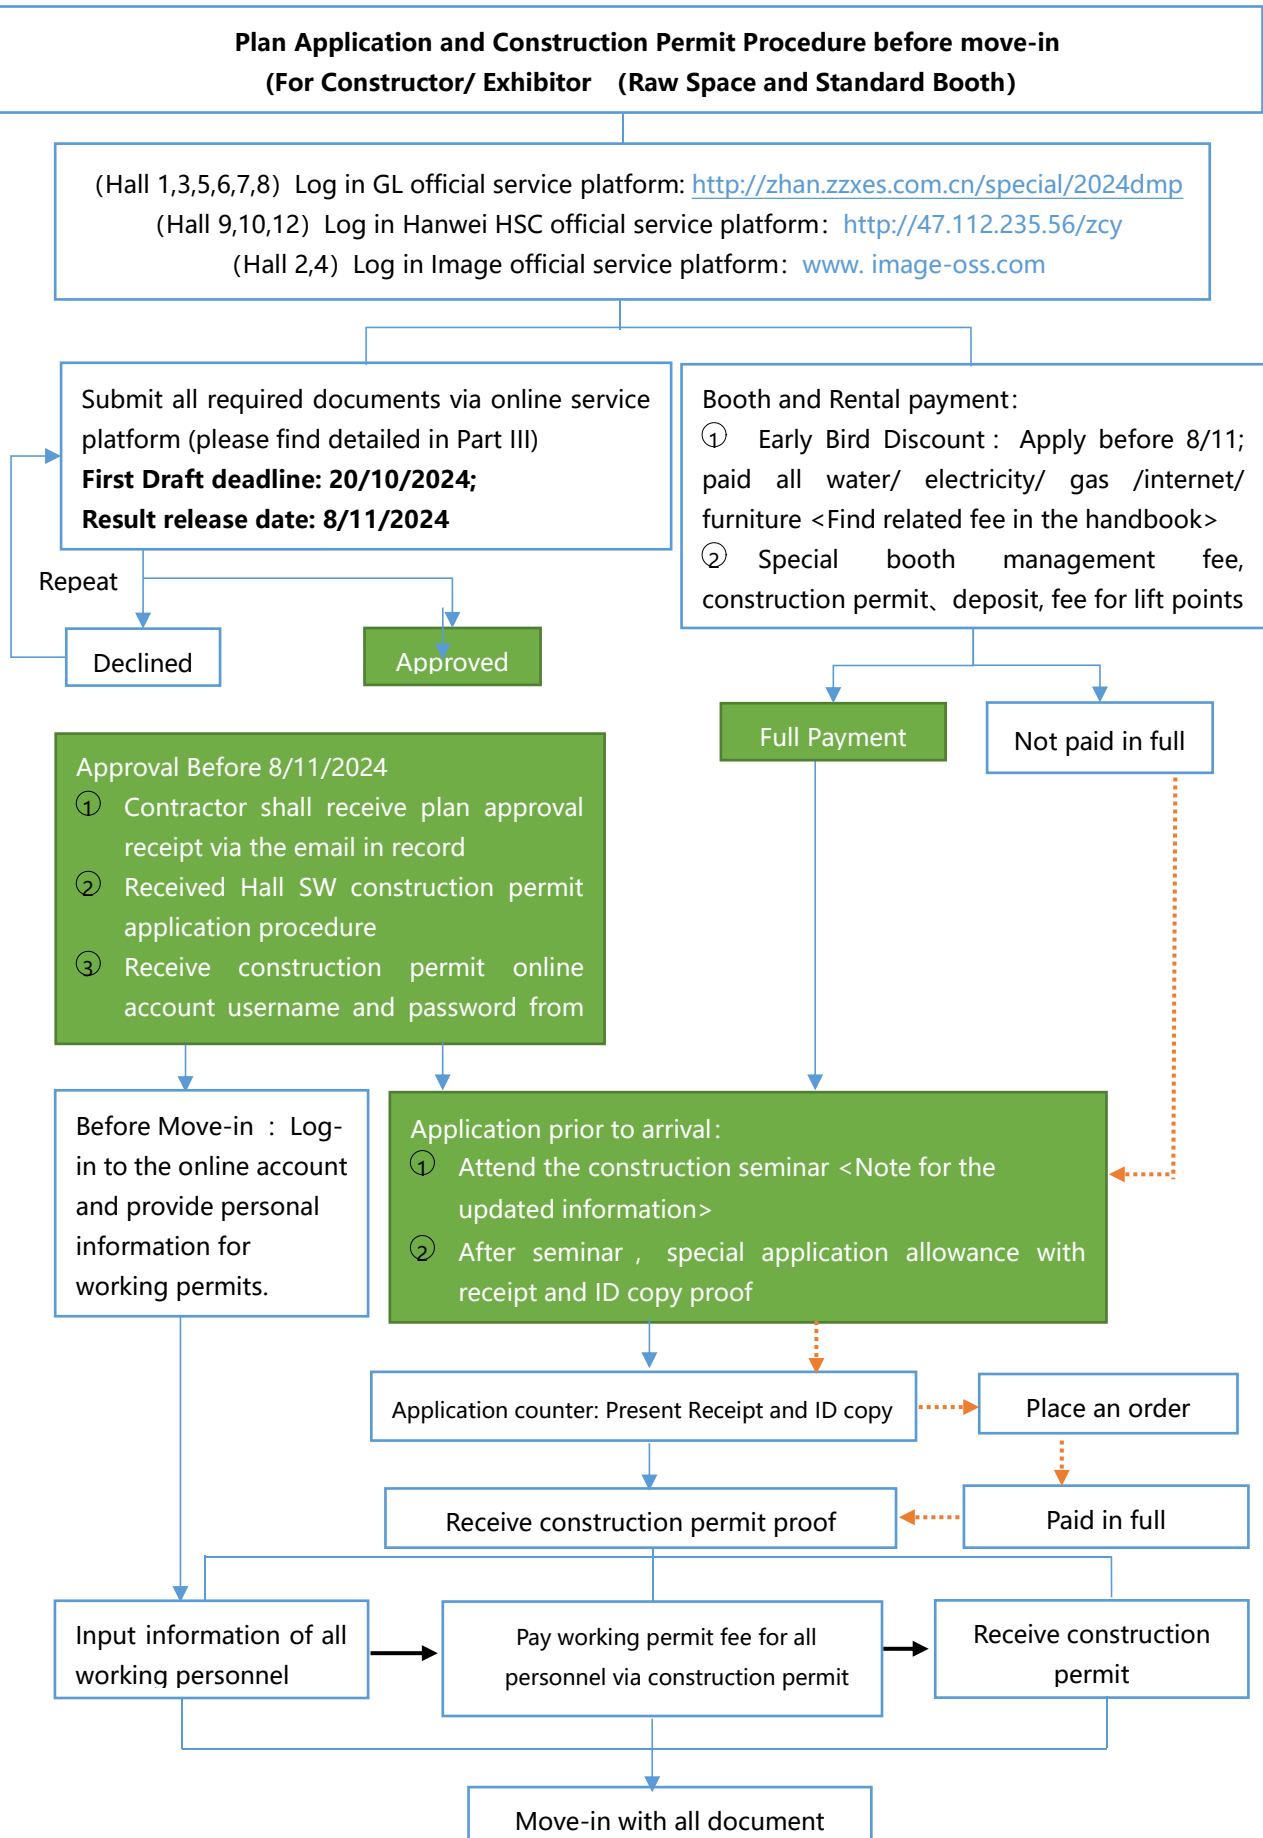 Plan Application and Construction Permit Procedure before move-in
(For Constructor/ Exhibitor （Raw Space and Standard Booth）
（Hall 1,3,5,6,7,8）Log in GL official service platform: http://zhan.zzxes.com.cn/special/2024dmp
（Hall 9,10,12）Log in Hanwei HSC official service platform：http://47.112.235.56/zcy
（Hall 2,4）Log in Image official service platform：www. image-oss.com
Submit all required documents via online service
platform (please find detailed in Part III)
First Draft deadline: 20/10/2024;
Result release date: 8/11/2024
Booth and Rental payment：
① Early Bird Discount：Apply before 8/11;
paid all water/ electricity/ gas /internet/
furniture <Find related fee in the handbook>
② Special booth management fee,
construction permit、deposit, fee for lift points
Repeat
Declined
Approved
Full Payment
Not paid in full
Approval Before 8/11/2024
① Contractor shall receive plan approval
receipt via the email in record
② Received Hall SW construction permit
application procedure
③ Receive construction permit online
account username and password from
Before Move-in ：Log-
in to the online account
and provide personal
information for
working permits.
Application prior to arrival：
① Attend the construction seminar <Note for the
updated information>
② After seminar，special application allowance with
receipt and ID copy proof
Application counter: Present Receipt and ID copy
Place an order
Receive construction permit proof
Paid in full
Input information of all
working personnel
Pay working permit fee for all
personnel via construction permit
Receive construction
permit
Move-in with all document